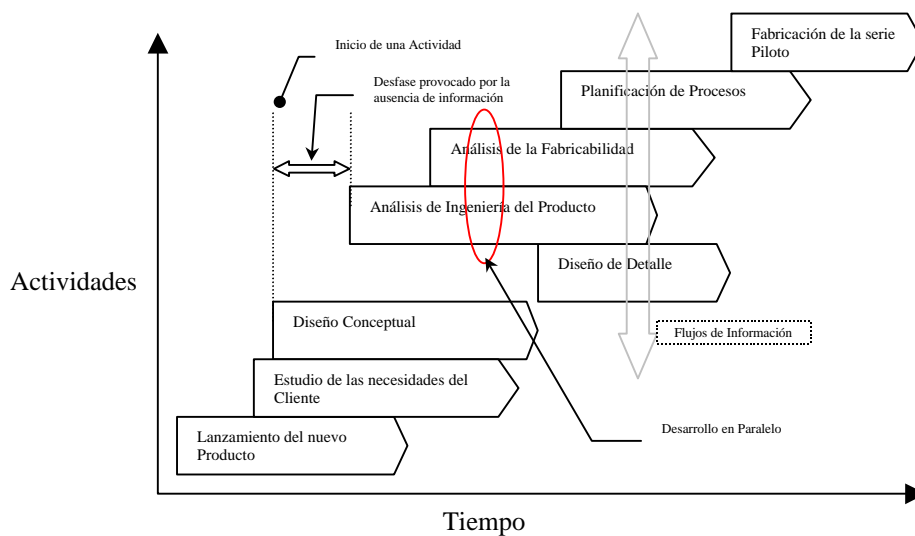 Fabricación de la serie
Piloto
Inicio de una Actividad
Desfase provocado por la
ausencia de información
Planificación de Procesos
Análisis de la Fabricabilidad
Análisis de Ingeniería del Producto
Diseño de Detalle
Actividades
Diseño Conceptual
Flujos de Información
Estudio de las necesidades del
Cliente
Desarrollo en Paralelo
Lanzamiento del nuevo
Producto
Tiempo